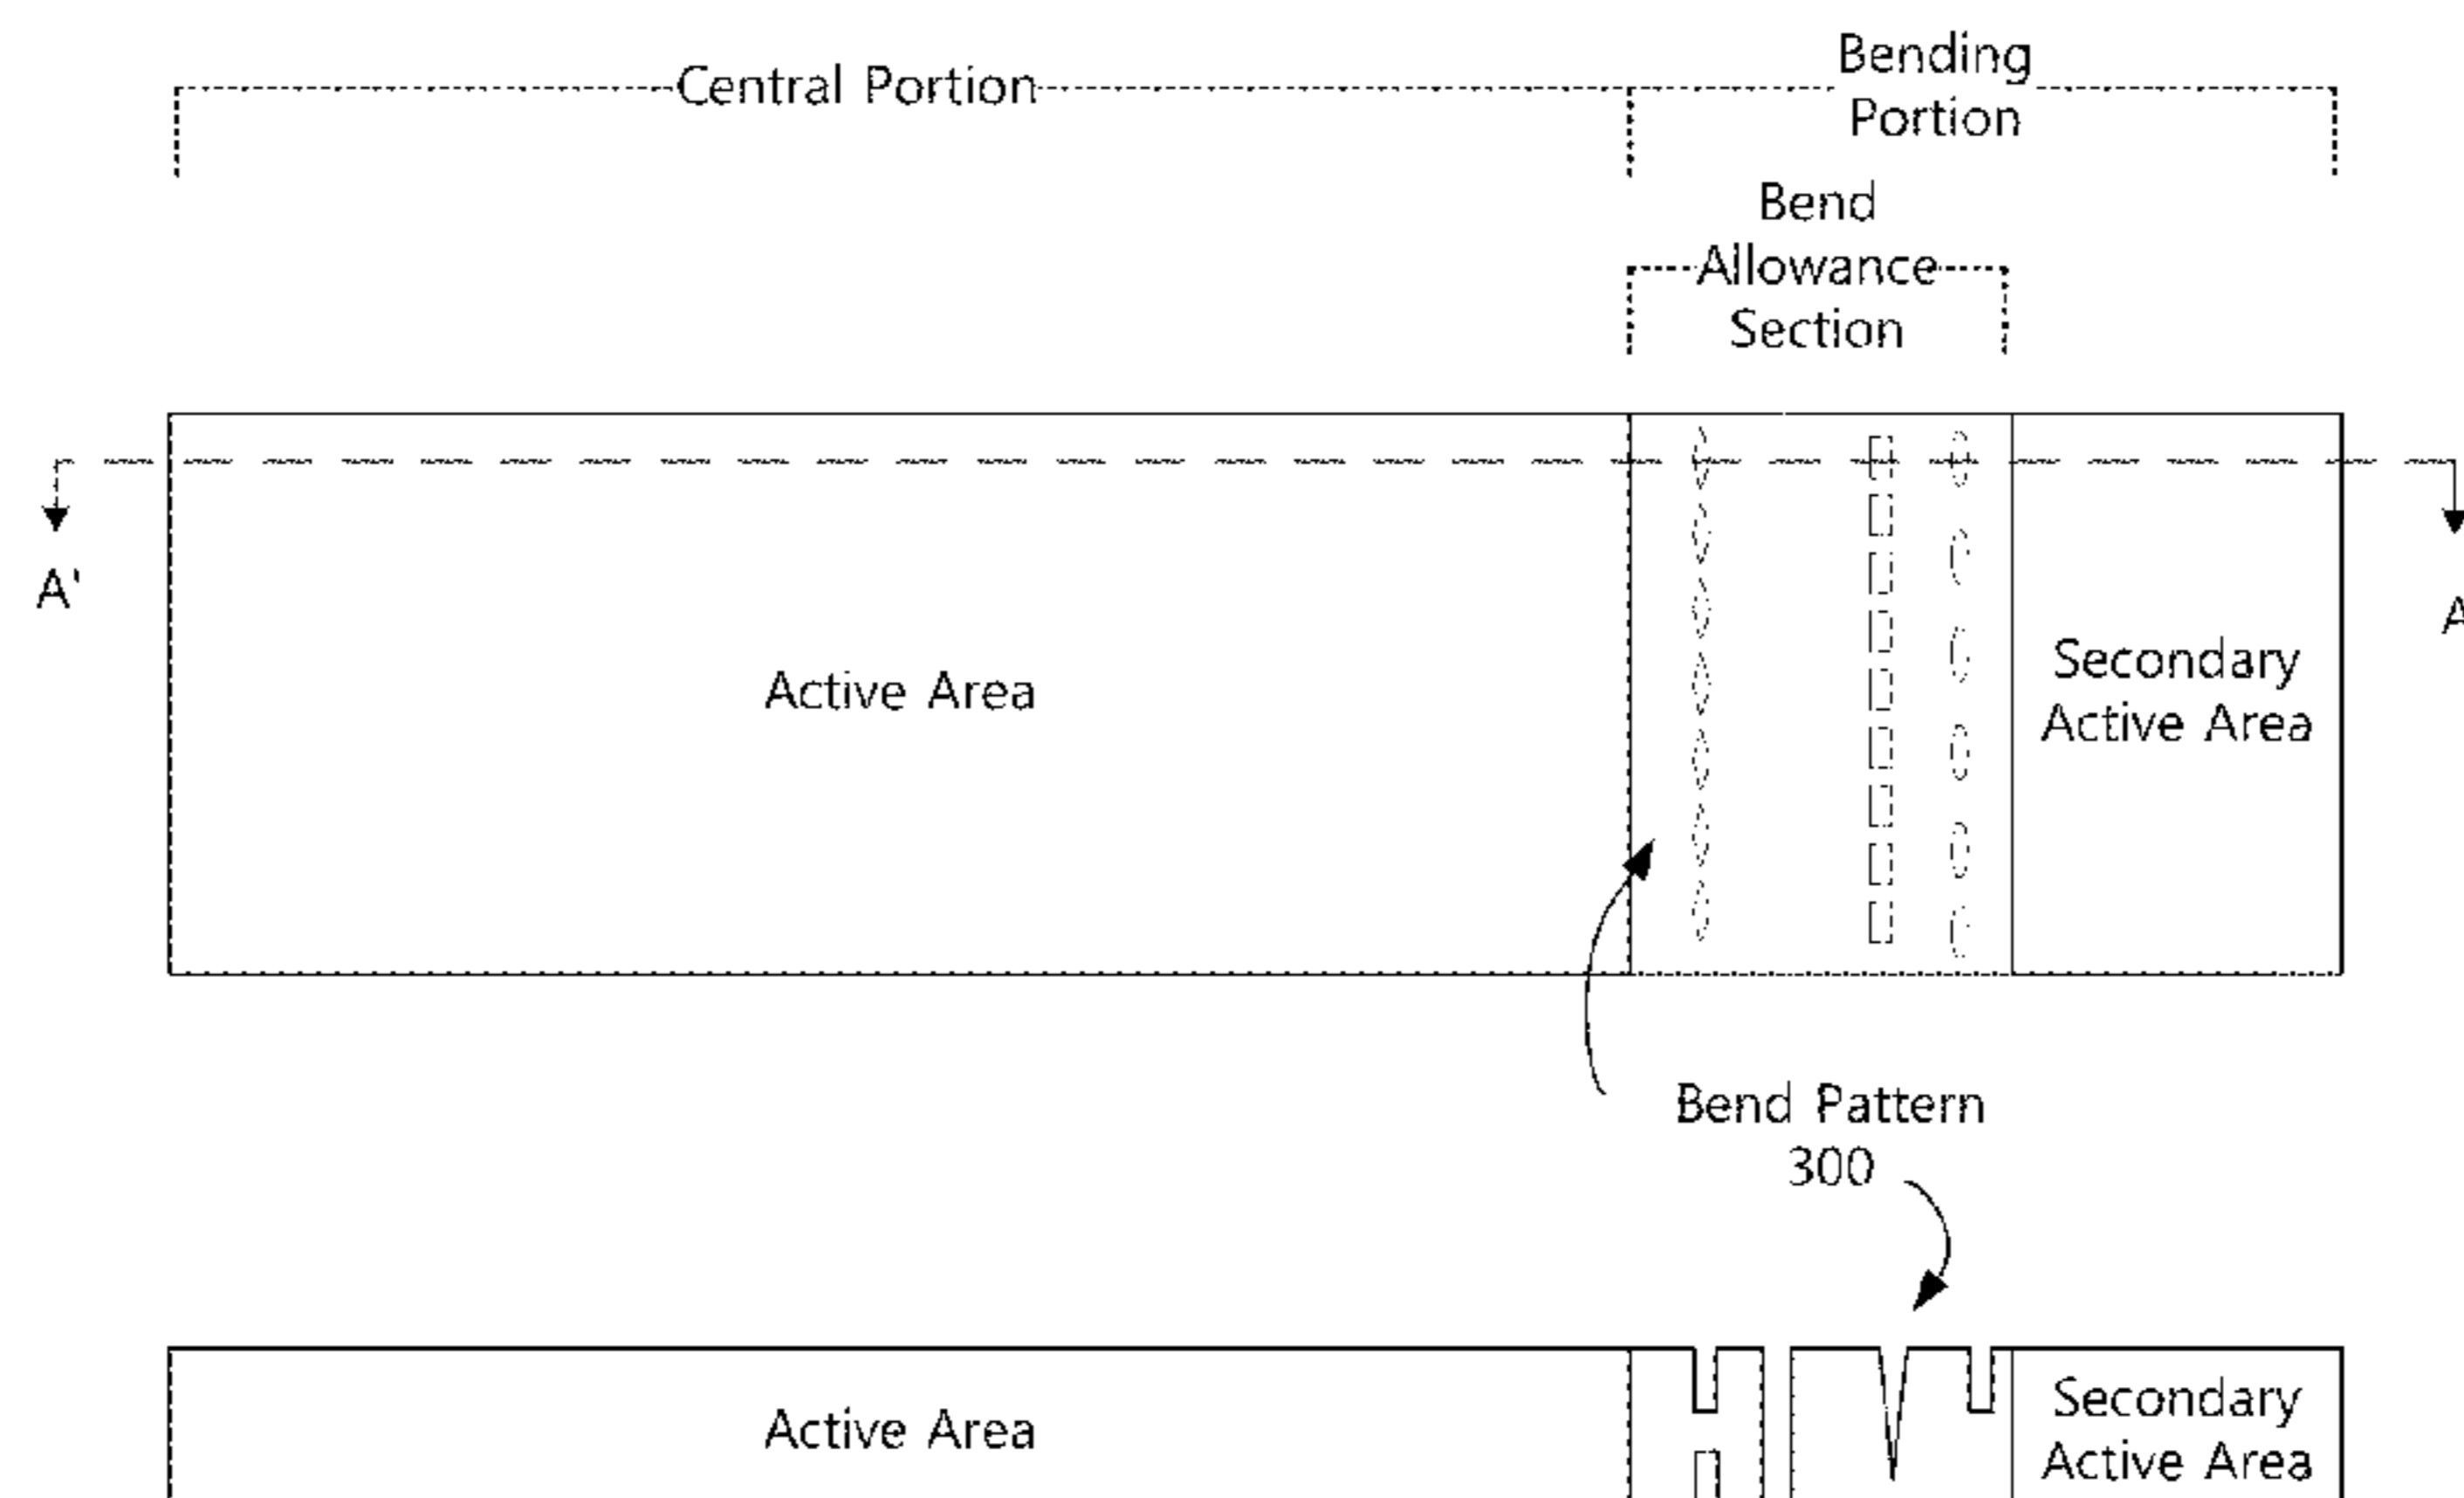 Central Portion
Bending
Portion
Bend
Allowance
Section
A'
A
Active Area
Secondary
Active Area
Bend Pattern
300
Active Area
Secondary
Active Area